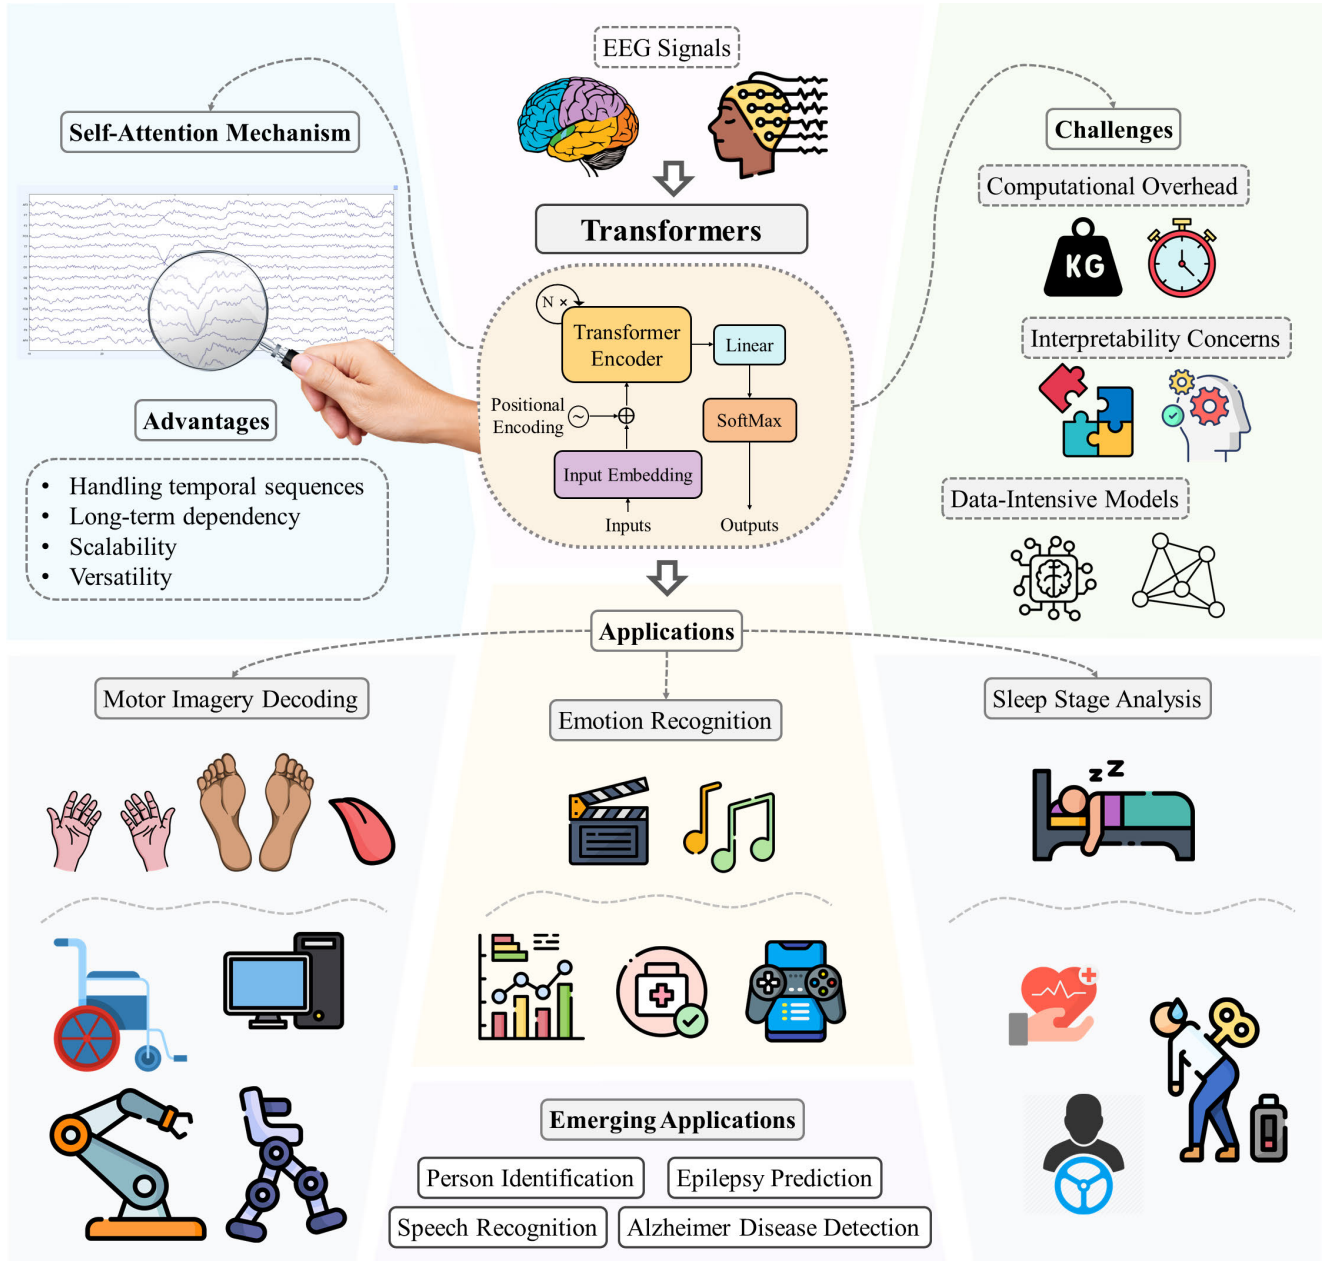 EEG Signals
Self-Attention Mechanism
Challenges
Computational Overhead
Transformers
KG
N ×
Transformer
Encoder
Linear
Interpretability Concerns
Positional
Encoding
~
SoftMax
Advantages
Input Embedding
Inputs
Outputs
• Handling temporal sequences
• Long-term dependency
• Scalability
• Versatility
Data-Intensive Models
Applications
Motor Imagery Decoding
Emotion Recognition
Sleep Stage Analysis
z z
Emerging Applications
Person Identification
Epilepsy Prediction
Speech Recognition
Alzheimer Disease Detection